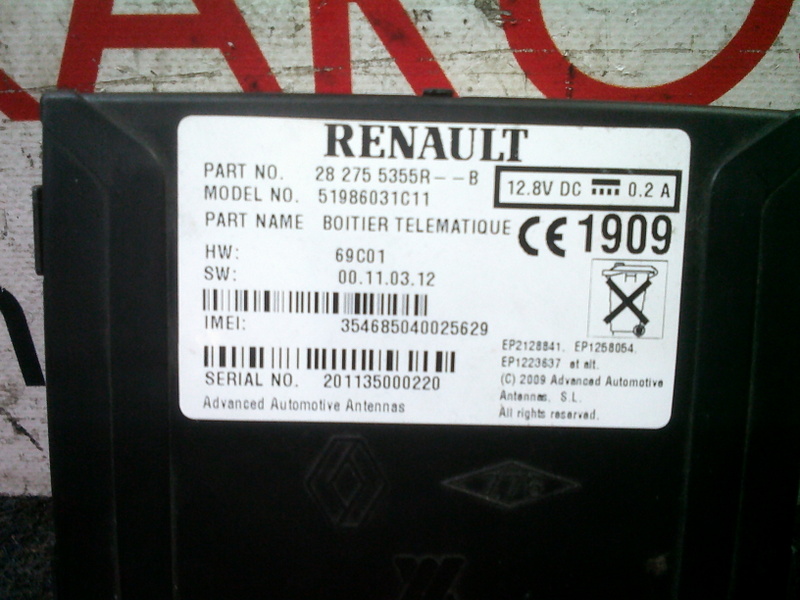 AKO
RENAULT
PART NO. 28 275 5355R--B
MODEL NO. 51986031C11
12.8V DC 0.2 A
PART NAME BOITIER TELEMATIQUE
CE 1909
HW: 69C01
SW: 00.11.03.12
IMEI: 354685040025629
SERIAL NO. 201135000220
Advanced Automotive Antennas
EP2128841. EP1258054.
EP1223637 et alt.
(C) 2009 Advanced Automotive
Antennas, S.L.
All rights reserved.